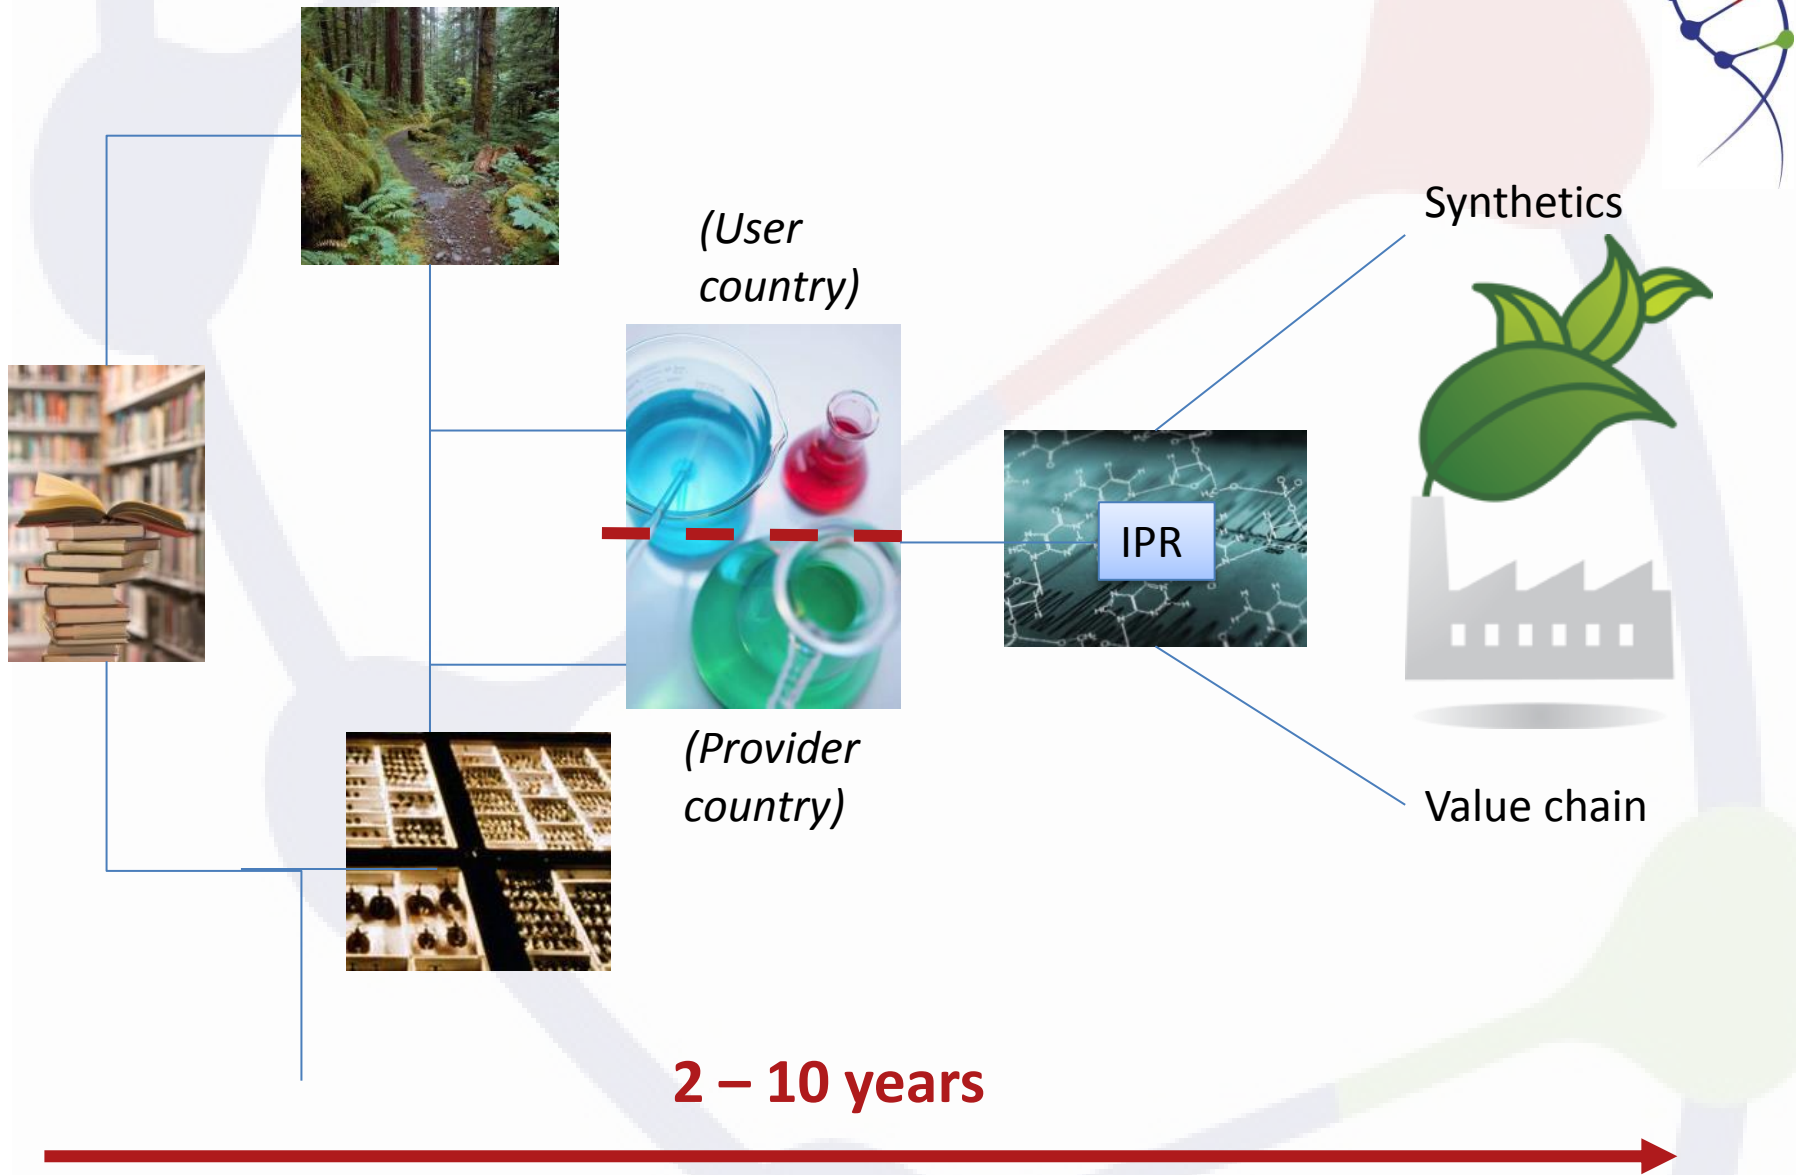 Synthetics
(User
country)
IPR
(Provider
country)
Value chain
2 – 10 years